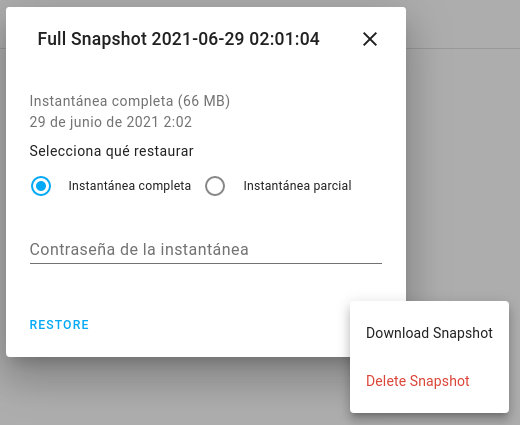 Full Snapshot 2021-06-29 02:01:04
Instantánea completa (66 MB)
29 de junio de 2021 2:02
Selecciona qué restaurar
Instantánea completa
Instantánea parcial
Contraseña de la instantánea
RESTORE
Download Snapshot
Delete Snapshot